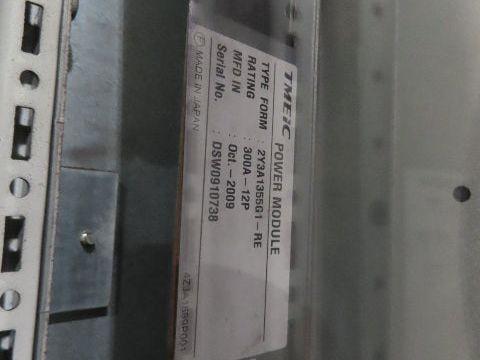 TMEiC POWER MODULE
TYPE FORM : 2Y3A1355G1-RE
RATING : 300A-12P
MFD IN : Oct.-2009
Serial No. : DSW0910738
Ⓕ MADE IN JAPAN